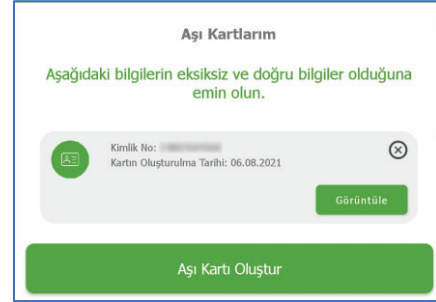 Aşı Kartlarım
Aşağıdaki bilgilerin eksiksiz ve doğru bilgiler olduğuna
emin olun.
Kimlik No:
Kartın Oluşturulma Tarihi: 06.08.2021
Görüntüle
Aşı Kartı Oluştur